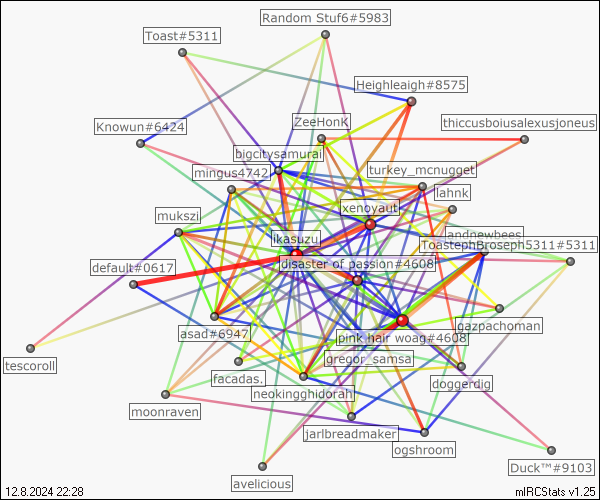 Random Stuf6#5983
Toast#5311
Heighleaigh#8575
Knowun#6424
ZeeHonK
thiccusboiusalexusjoneus
bigcitysamurai
mingus4742
turkey_mcnugget
lahnk
mukszi
xenoyaut
andnewbees
ikasuzu
ToastephBroseph5311#5311
default#0617
disaster of passion#4608
asad#6947
pink hair woag#4608
gazpachoman
tescoroll
gregor_samsa
facadas.
neokingghidorah
doggerdig
moonraven
jarlbreadmaker
ogshroom
avelicious
Duck™#9103
12.8.2024 22:28
mIRCStats v1.25